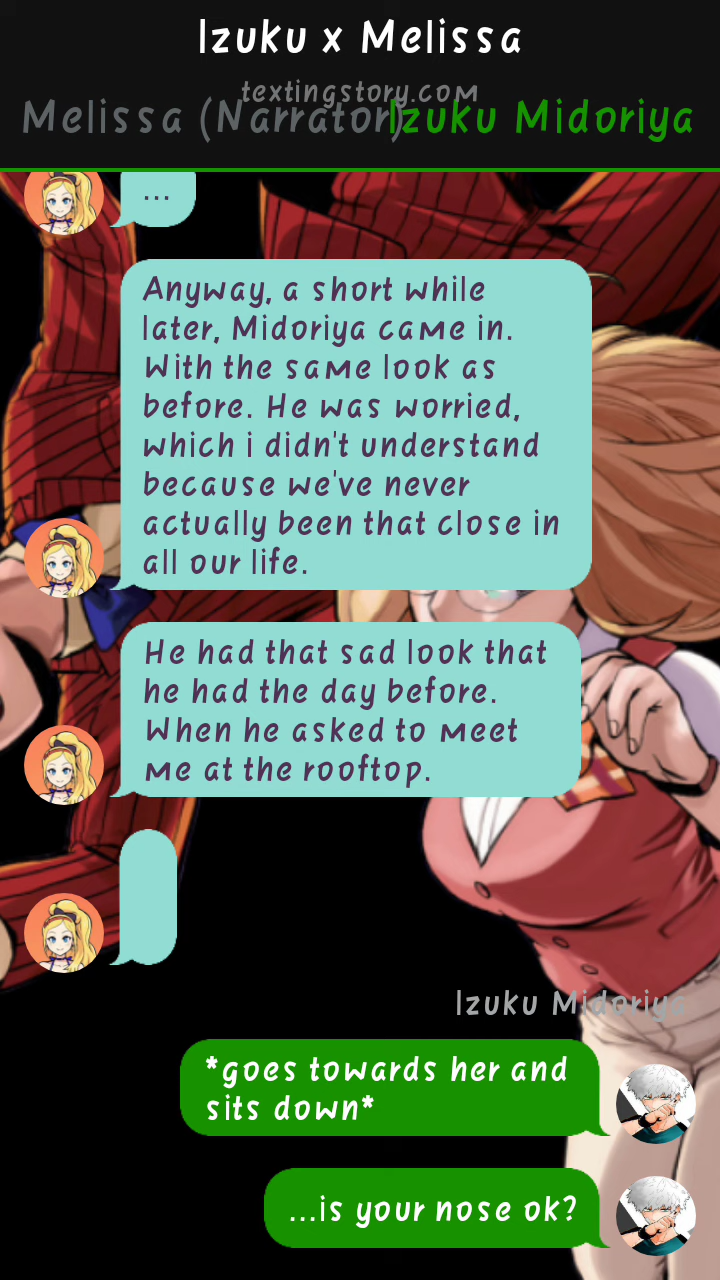 Izuku x Melissa
textingstory.com
Melissa (Narrator)
Izuku Midoriya
...
Anyway, a short while
later, Midoriya came in.
With the same look as
before. He was worried,
which i didn't understand
because we've never
actually been that close in
all our life.
He had that sad look that
he had the day before.
When he asked to meet
me at the rooftop.
Izuku Midoriya
*goes towards her and
sits down*
...is your nose ok?